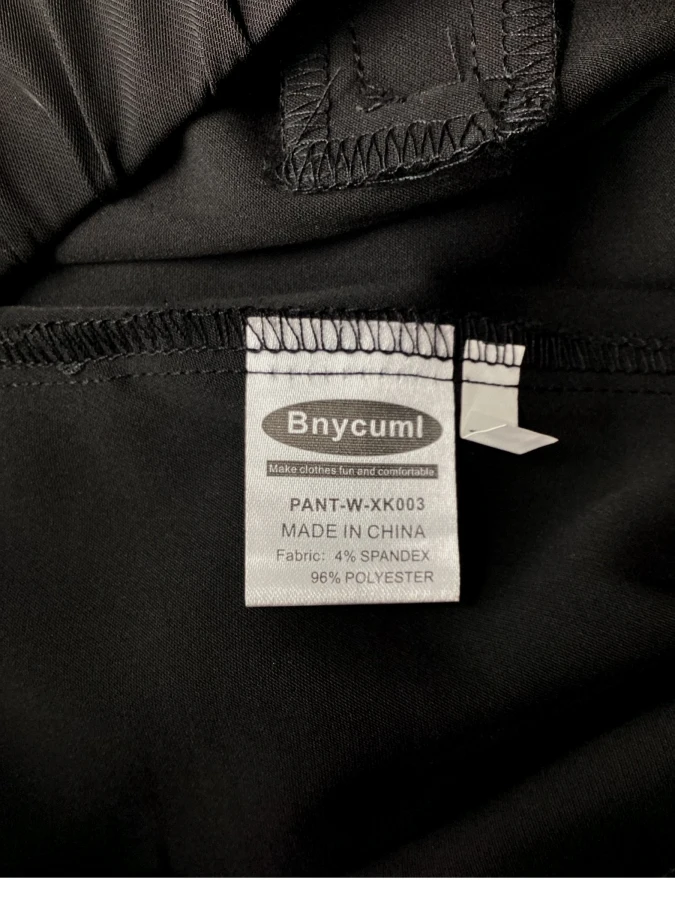 Bnycuml
Make clothes fun and comfortable
PANT-W-XK003
MADE IN CHINA
Fabric: 4% SPANDEX
96% POLYESTER